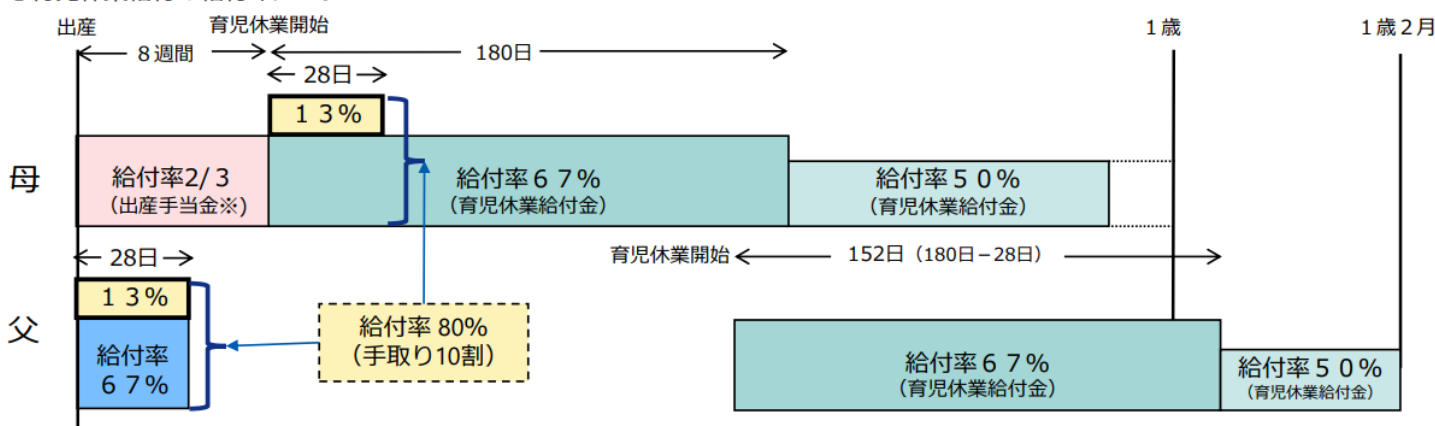 出産
育児休業開始
1歳
1歳2月
8週間
180日
28日
13%
母
給付率2/3
(出産手当金※)
給付率67%
(育児休業給付金)
給付率50%
(育児休業給付金)
育児休業開始
152日(180日-28日)
28日
13%
父
給付率
67%
給付率 80%
(手取り10割)
給付率67%
(育児休業給付金)
給付率50%
(育児休業給付金)